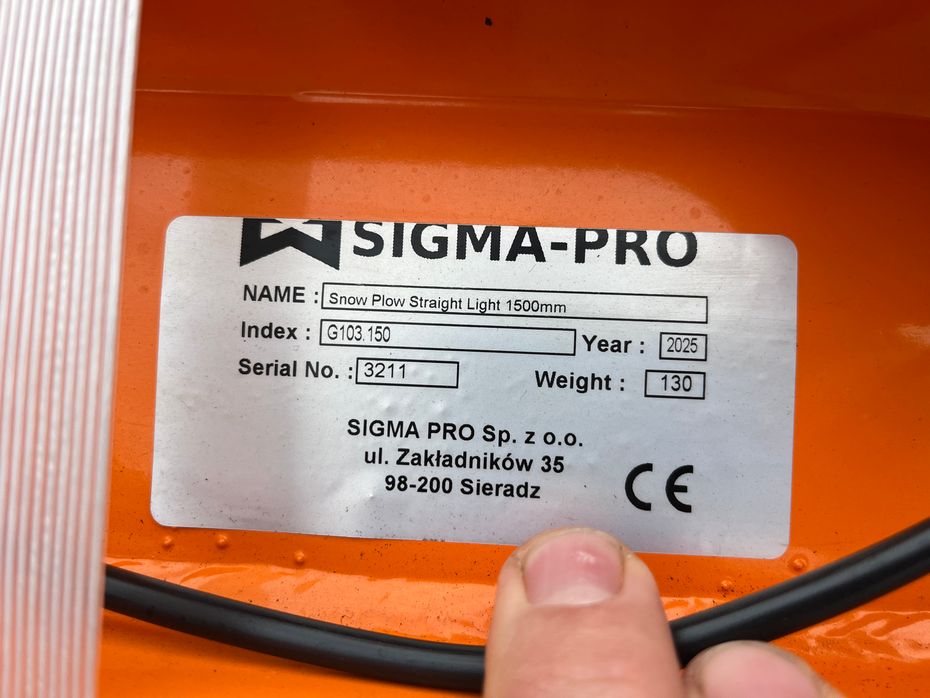 SIGMA-PRO
NAME : Snow Plow Straight Light 1500mm
Index : G103.150 Year : 2025
Serial No. : 3211 Weight : 130
SIGMA PRO Sp. z o.o.
ul. Zakładników 35
98-200 Sieradz
CE